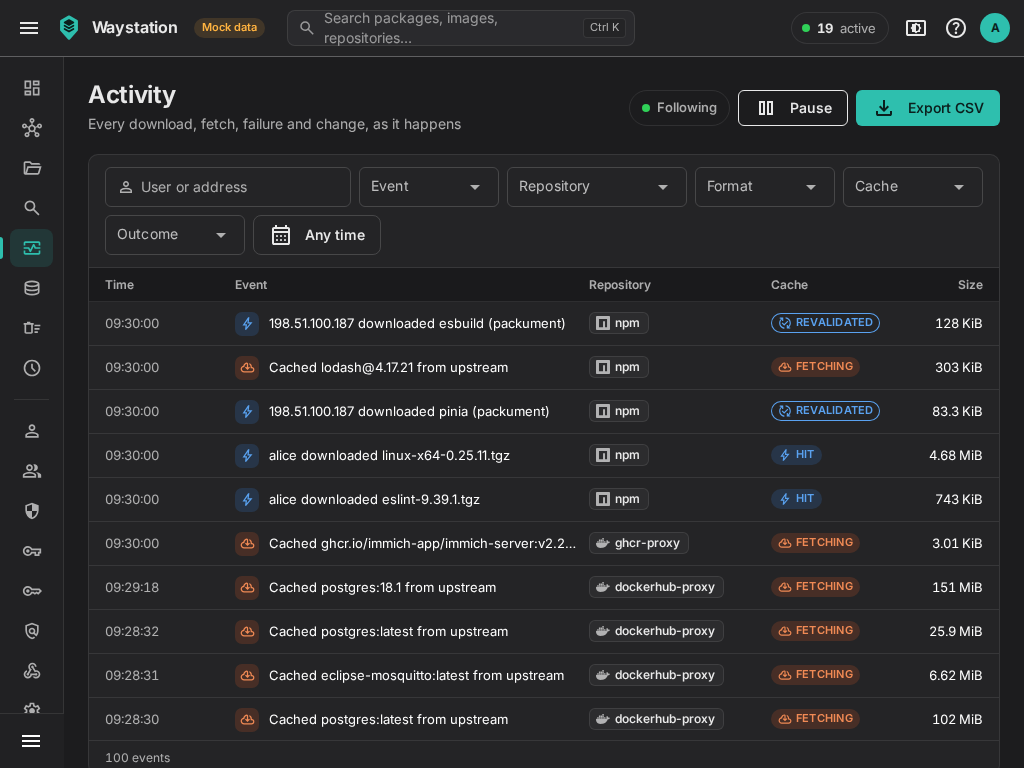 Waystation
Mock data
Search packages, images,
repositories...
Ctrl K
19 active
A
Activity
Every download, fetch, failure and change, as it happens
Following
Pause
Export CSV
User or address
Event
Repository
Format
Cache
Outcome
Any time
Time Event Repository Cache Size
09:30:00 198.51.100.187 downloaded esbuild (packument) npm REVALIDATED 128 KiB
09:30:00 Cached lodash@4.17.21 from upstream npm FETCHING 303 KiB
09:30:00 198.51.100.187 downloaded pinia (packument) npm REVALIDATED 83.3 KiB
09:30:00 alice downloaded linux-x64-0.25.11.tgz npm HIT 4.68 MiB
09:30:00 alice downloaded eslint-9.39.1.tgz npm HIT 743 KiB
09:30:00 Cached ghcr.io/immich-app/immich-server:v2.2... ghcr-proxy FETCHING 3.01 KiB
09:29:18 Cached postgres:18.1 from upstream dockerhub-proxy FETCHING 151 MiB
09:28:32 Cached postgres:latest from upstream dockerhub-proxy FETCHING 25.9 MiB
09:28:31 Cached eclipse-mosquitto:latest from upstream dockerhub-proxy FETCHING 6.62 MiB
09:28:30 Cached postgres:latest from upstream dockerhub-proxy FETCHING 102 MiB
100 events